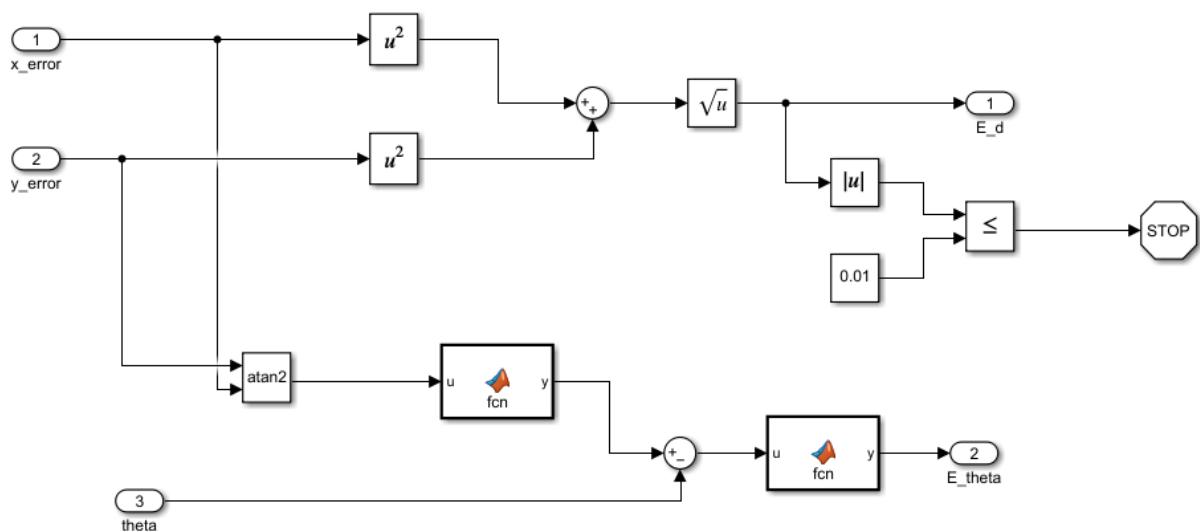 1
x_error
u²
+
+
√u
1
E_d
2
y_error
u²
|u|
≤
STOP
0.01
atan2
u
fcn
y
+
−
u
fcn
y
2
E_theta
3
theta